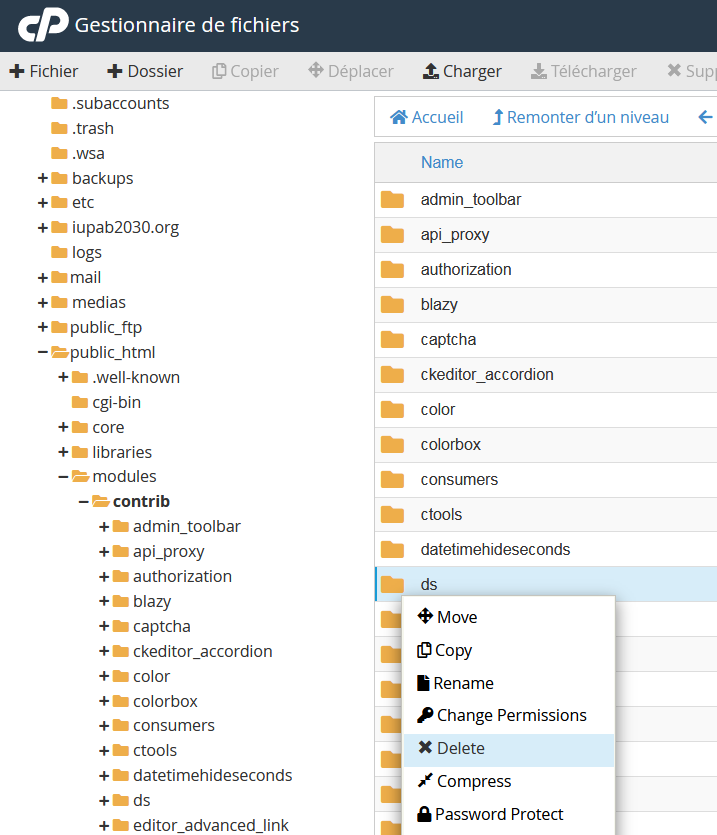 cP Gestionnaire de fichiers
Fichier Dossier Copier Déplacer Charger Télécharger Supp
.subaccounts
.trash
.wsa
backups
etc
iupab2030.org
logs
mail
medias
public_ftp
public_html
.well-known
cgi-bin
core
libraries
modules
contrib
admin_toolbar
api_proxy
authorization
blazy
captcha
ckeditor_accordion
color
colorbox
consumers
ctools
datetimehideseconds
ds
editor_advanced_link
Accueil Remonter d’un niveau
Name
admin_toolbar
api_proxy
authorization
blazy
captcha
ckeditor_accordion
color
colorbox
consumers
ctools
datetimehideseconds
ds
Move
Copy
Rename
Change Permissions
Delete
Compress
Password Protect